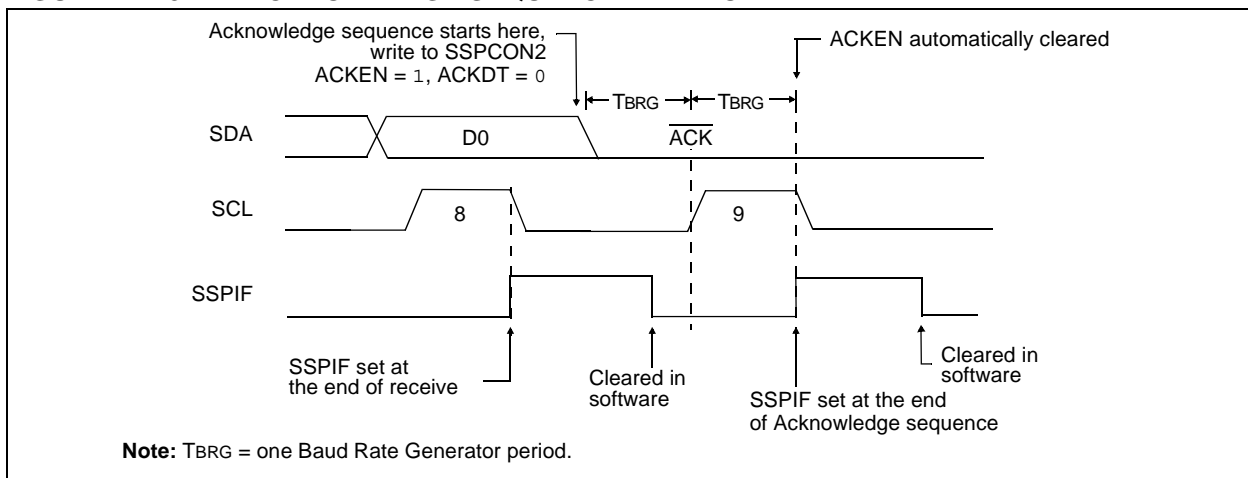 Acknowledge sequence starts here,
write to SSPCON2
ACKEN = 1, ACKDT = 0
ACKEN automatically cleared
TBRG
TBRG
SDA
D0
ACK
SCL
8
9
SSPIF
SSPIF set at
the end of receive
Cleared in
software
SSPIF set at the end
of Acknowledge sequence
Cleared in
software
Note: TBRG = one Baud Rate Generator period.